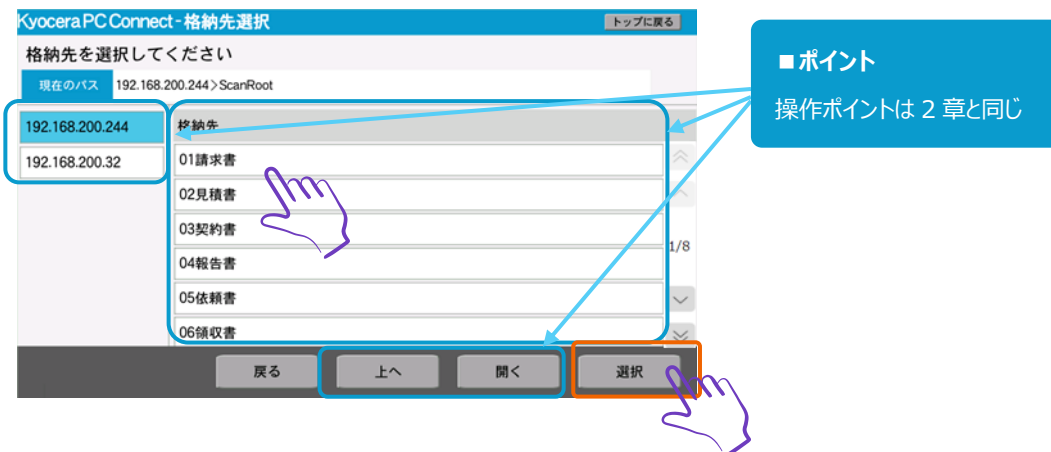 Kyocera PC Connect - 格納先選択
トップに戻る
格納先を選択してください
現在のパス 192.168.200.244>ScanRoot
192.168.200.244
192.168.200.32
格納先
01請求書
02見積書
03契約書
04報告書
05依頼書
06領収書
1/8
戻る
上へ
開く
選択
■ポイント
操作ポイントは 2 章と同じ